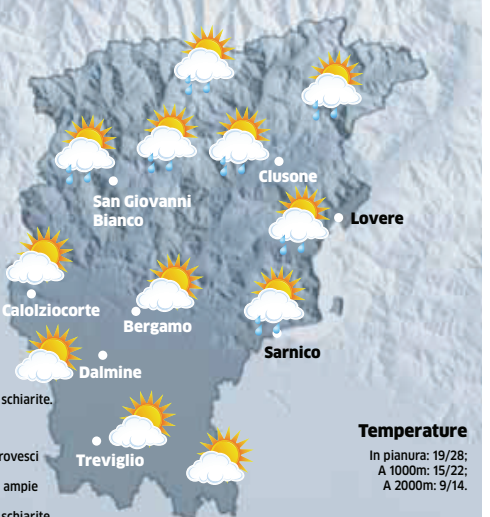 Clusone
San Giovanni
Bianco
Lovere
Calolziocorte
Bergamo
Sarnico
Dalmine
schiarite.
Treviglio
rovesci
ampie
schiarite
Temperature
In pianura: 19/28;
A 1000m: 15/22;
A 2000m: 9/14.